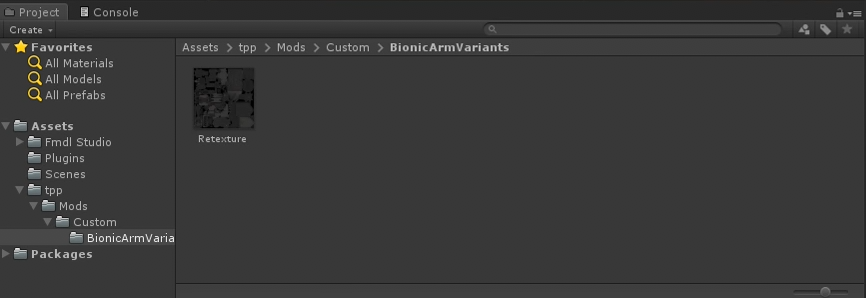 Project Console
Create
Favorites
All Materials
All Models
All Prefabs
Assets
Fmdl Studio
Plugins
Scenes
tpp
Mods
Custom
BionicArmVaria
Packages
Assets > tpp > Mods > Custom > BionicArmVariants
Retexture